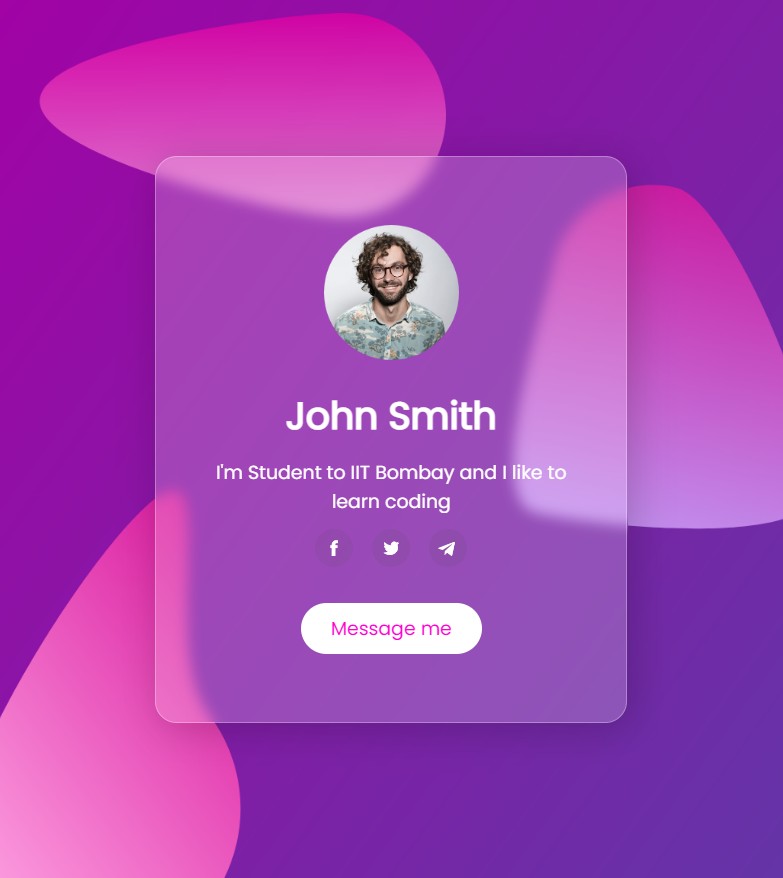 John Smith
I'm Student to IIT Bombay and I like to
learn coding
Message me